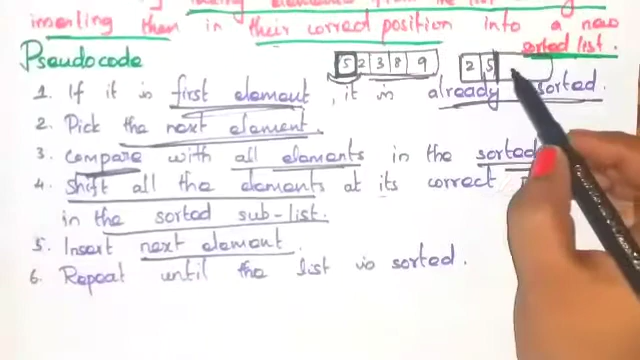 inserting them in their correct position into a new
sorted list.
Pseudocode
5 2 3 8 9
2 5
1. If it is first element, it is already sorted.
2. Pick the next element.
3. Compare with all elements in the sorted
4. Shift all the elements at its correct
in the sorted sub-list.
5. Insert next element.
6. Repeat until the list is sorted.